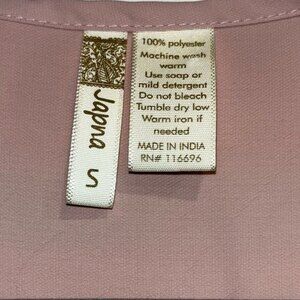 Japna
S
100% polyester
Machine wash
warm
Use soap or
mild detergent
Do not bleach
Tumble dry low
Warm iron if
needed
MADE IN INDIA
RN# 116696